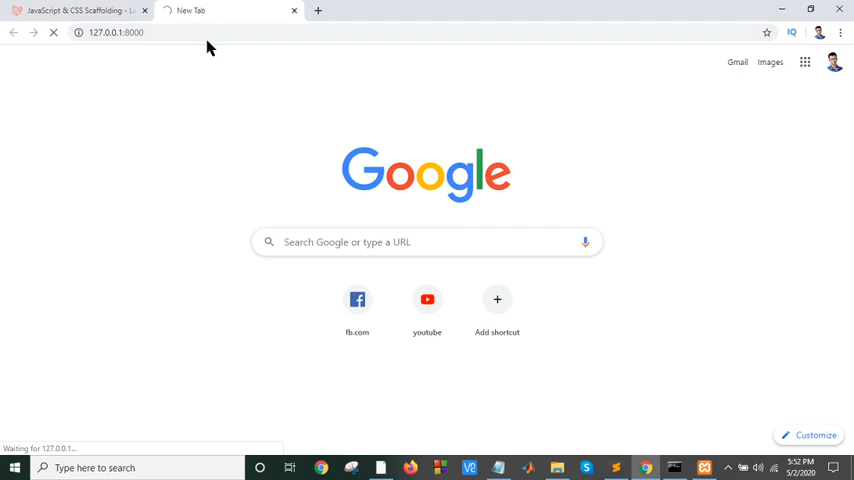 JavaScript & CSS Scaffolding - La
New Tab
127.0.0.1:8000
IQ
Gmail
Images
Google
Search Google or type a URL
fb.com
youtube
Add shortcut
Customize
Waiting for 127.0.0.1...
Type here to search
5:52 PM
5/2/2020